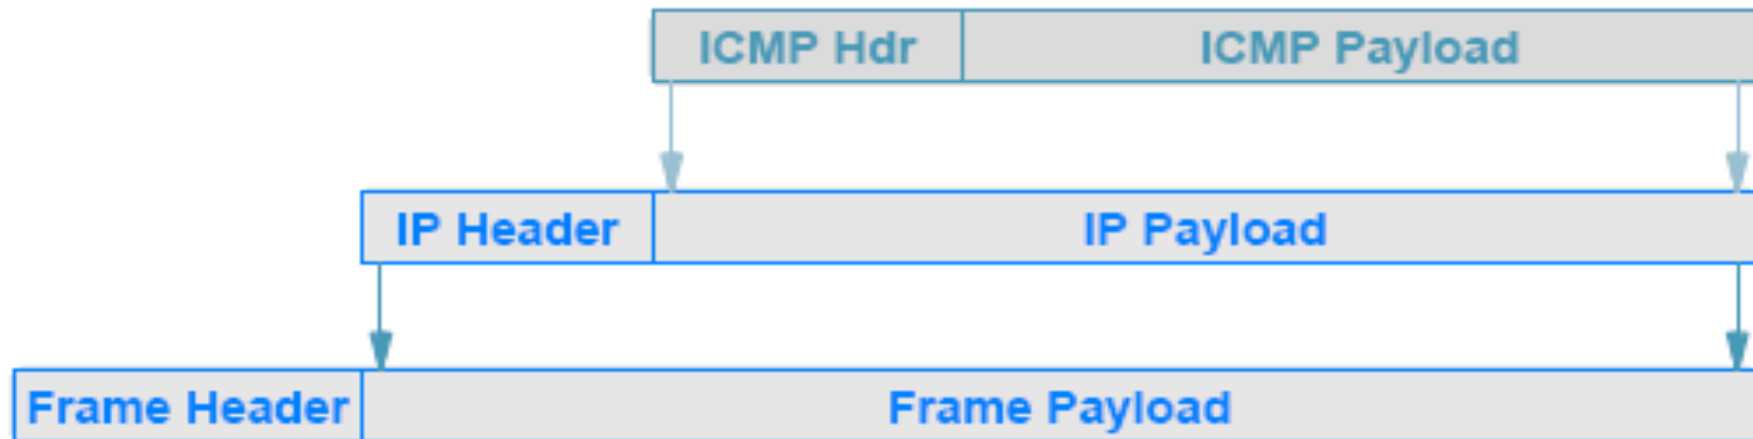 ICMP Hdr ICMP Payload
IP Header IP Payload
Frame Header Frame Payload